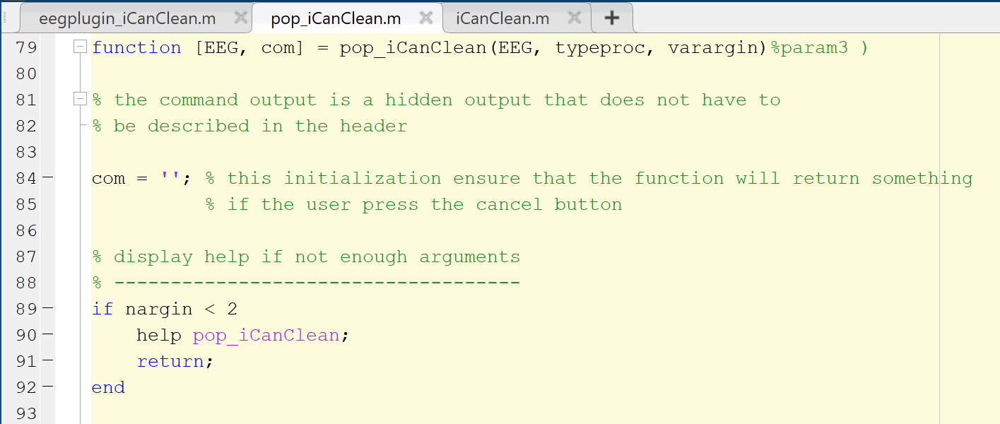 eegplugin_iCanClean.m pop_iCanClean.m iCanClean.m +
79 function [EEG, com] = pop_iCanClean(EEG, typeproc, varargin)%param3 )
80
81 % the command output is a hidden output that does not have to
82 % be described in the header
83
84 com = ''; % this initialization ensure that the function will return something
85 % if the user press the cancel button
86
87 % display help if not enough arguments
88 % ------------------------------------
89 if nargin < 2
90 help pop_iCanClean;
91 return;
92 end
93